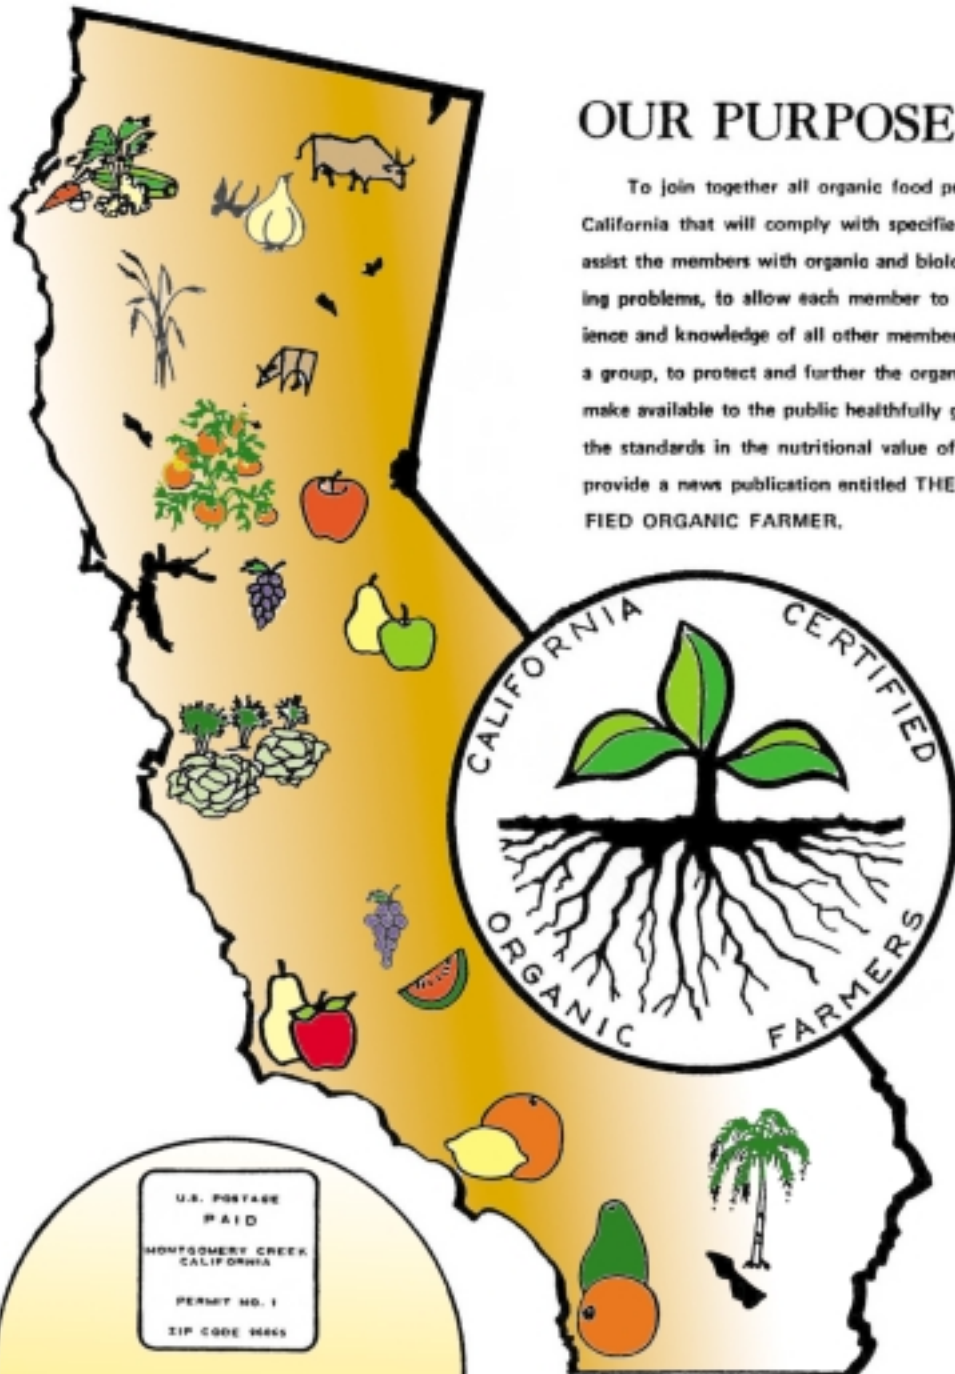 OUR PURPOSE
To join together all organic food p
California that will comply with specifie
assist the members with organic and biolo
ing problems, to allow each member to
ience and knowledge of all other member
a group, to protect and further the organ
make available to the public healthfully g
the standards in the nutritional value of
provide a news publication entitled THE
FIED ORGANIC FARMER.
CALIFORNIA CERTIFIED
ORGANIC FARMERS
U.S. POSTAGE
PAID
MONTGOMERY CREEK
CALIFORNIA
PERMIT NO. 1
ZIP CODE 96065